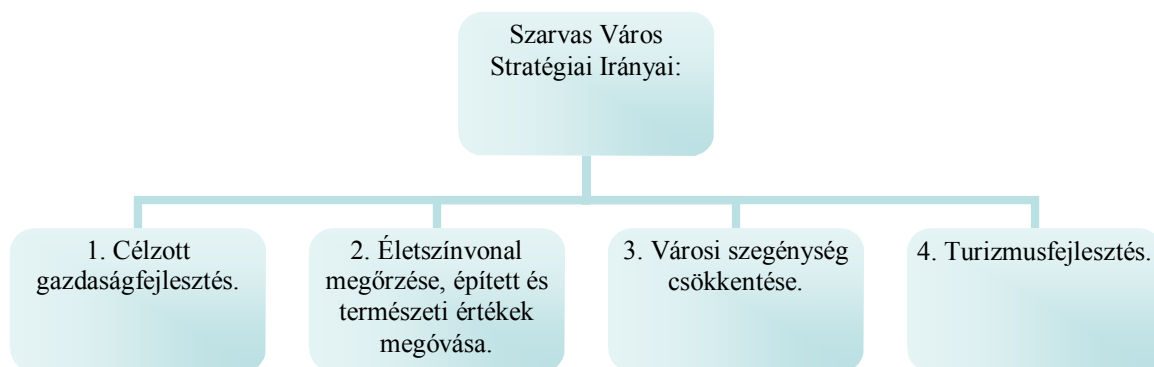 Szarvas Város
Stratégiai Irányai:
1. Célzott
gazdaságfejlesztés.
2. Életszínvonal
megőrzése, épített és
természeti értékek
megóvása.
3. Városi szegénység
csökkentése.
4. Turizmusfejlesztés.